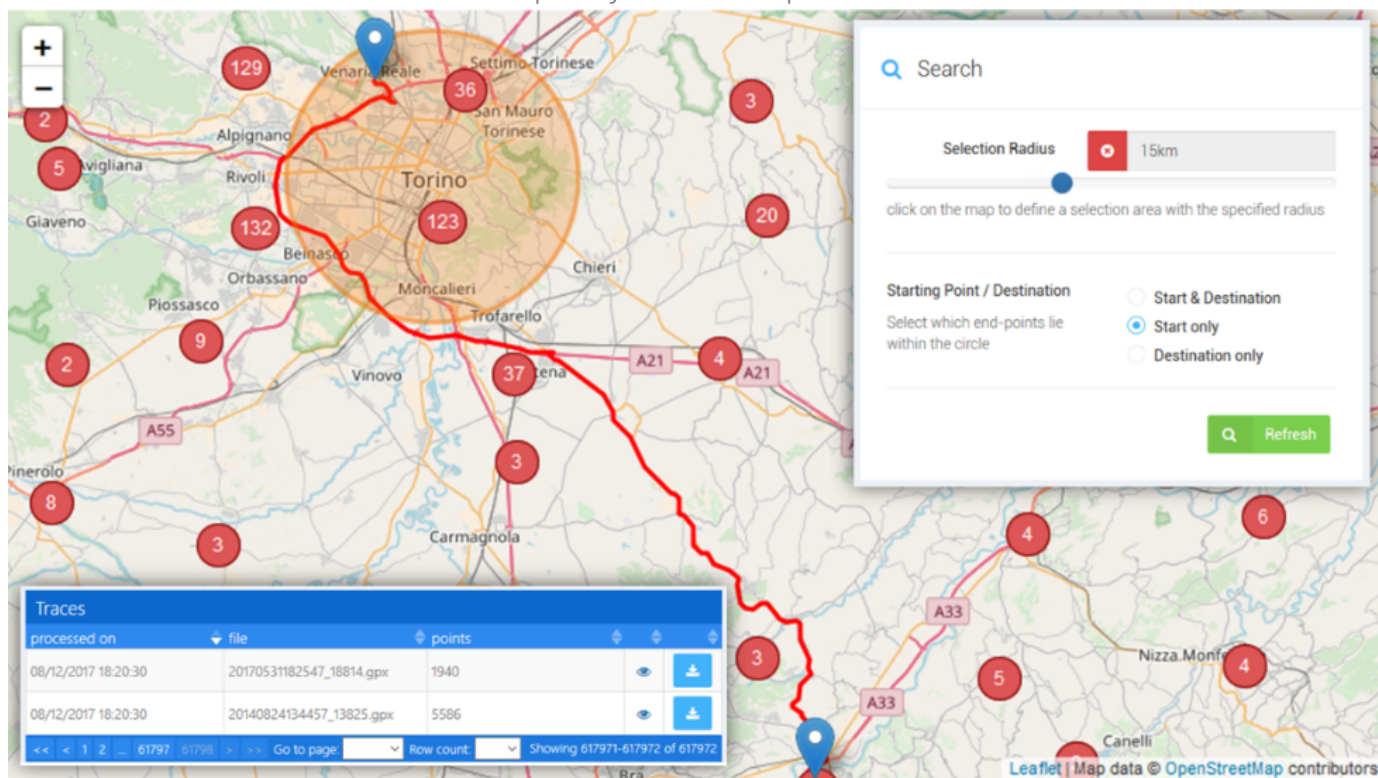 +
−
129
Venaria Reale
Settimo Torinese
36
San Mauro
Torinese
3
2
Alpignano
5
Avigliana
Rivoli
Torino
Giaveno
132
123
20
Beinasco
Orbassano
Chieri
Moncalieri
Piossasco
Trofarello
9
2
Vinovo
37
A21
4
A21
A55
3
Pinerolo
8
3
Carmagnola
4
6
A33
3
Nizza Monfe
4
5
A33
Canelli
Bra
Search
Selection Radius
15km
click on the map to define a selection area with the specified radius
Starting Point / Destination
Select which end-points lie
within the circle
Start & Destination
Start only
Destination only
Refresh
Traces
processed on file points
08/12/2017 18:20:30 20170531182547_18814.gpx 1940
08/12/2017 18:20:30 20140824134457_13825.gpx 5586
<< < 1 2 ... 61797 61798 > >> Go to page: Row count: Showing 617971-617972 of 617972
Leaflet | Map data © OpenStreetMap contributors